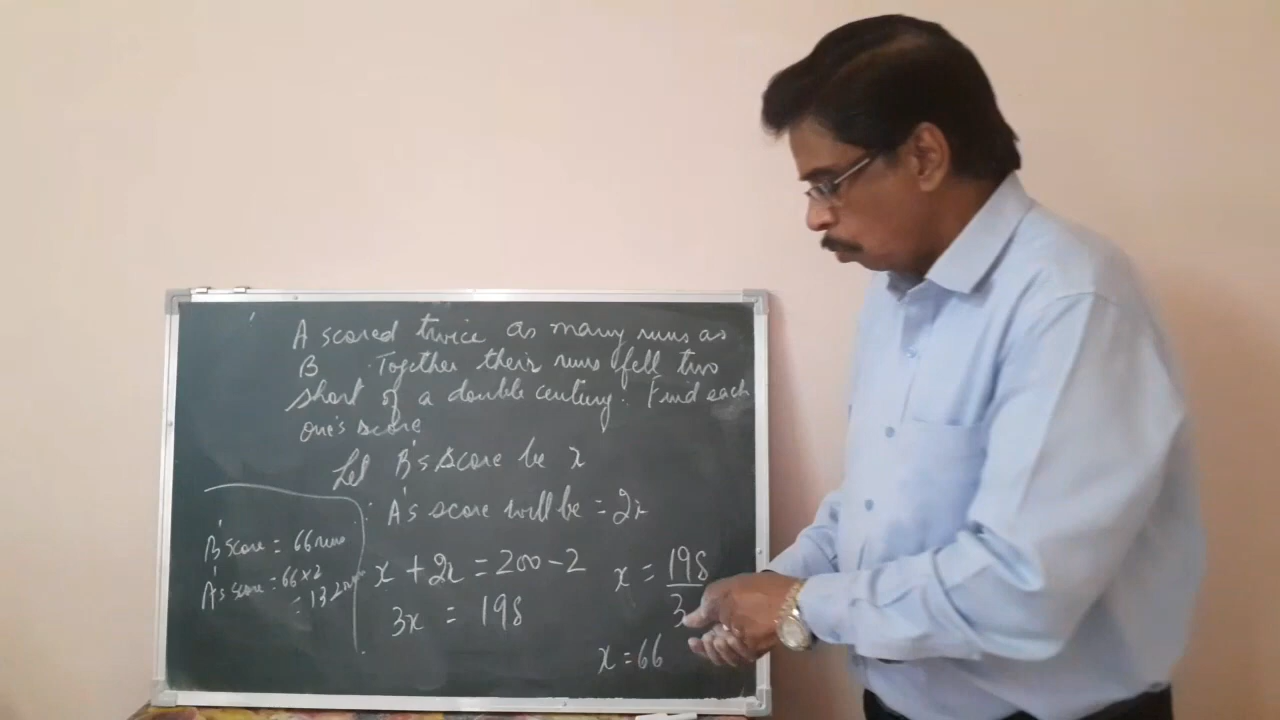 A scored twice as many runs as
B Together their runs fell two
short of a double century. Find each
one's score
Let B's score be x
∴ A's score will be = 2x
x + 2x = 200 - 2
3x = 198
x = 198
3
x = 66
B's score = 66 runs
A's score = 66 × 2
= 132 runs